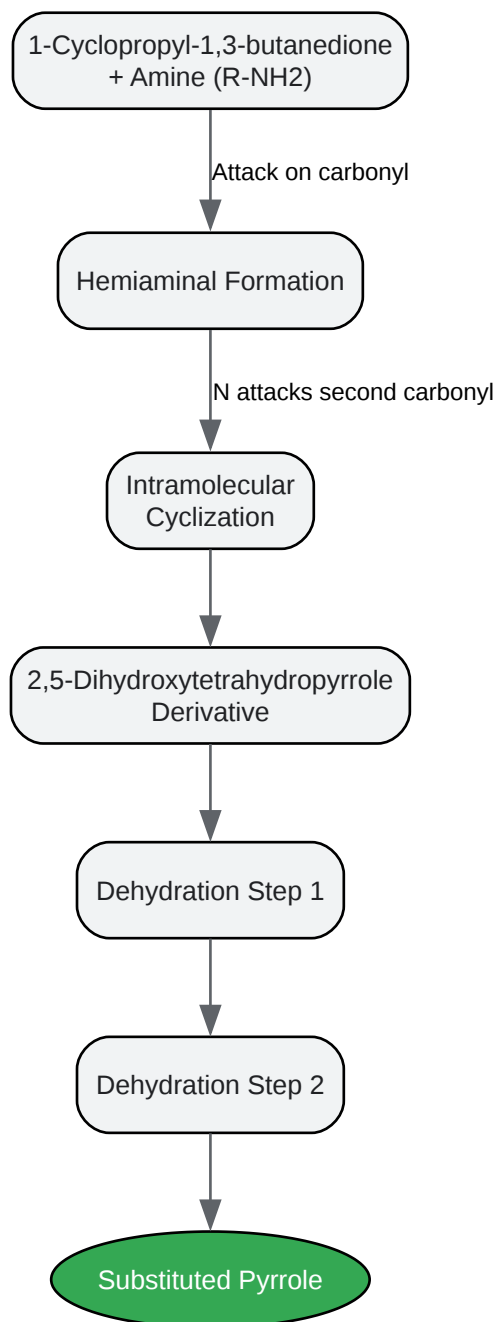 1-Cyclopropyl-1,3-butanedione
+ Amine (R-NH2)
Attack on carbonyl
Hemiaminal Formation
N attacks second carbonyl
Intramolecular
Cyclization
2,5-Dihydroxytetrahydropyrrole
Derivative
Dehydration Step 1
Dehydration Step 2
Substituted Pyrrole